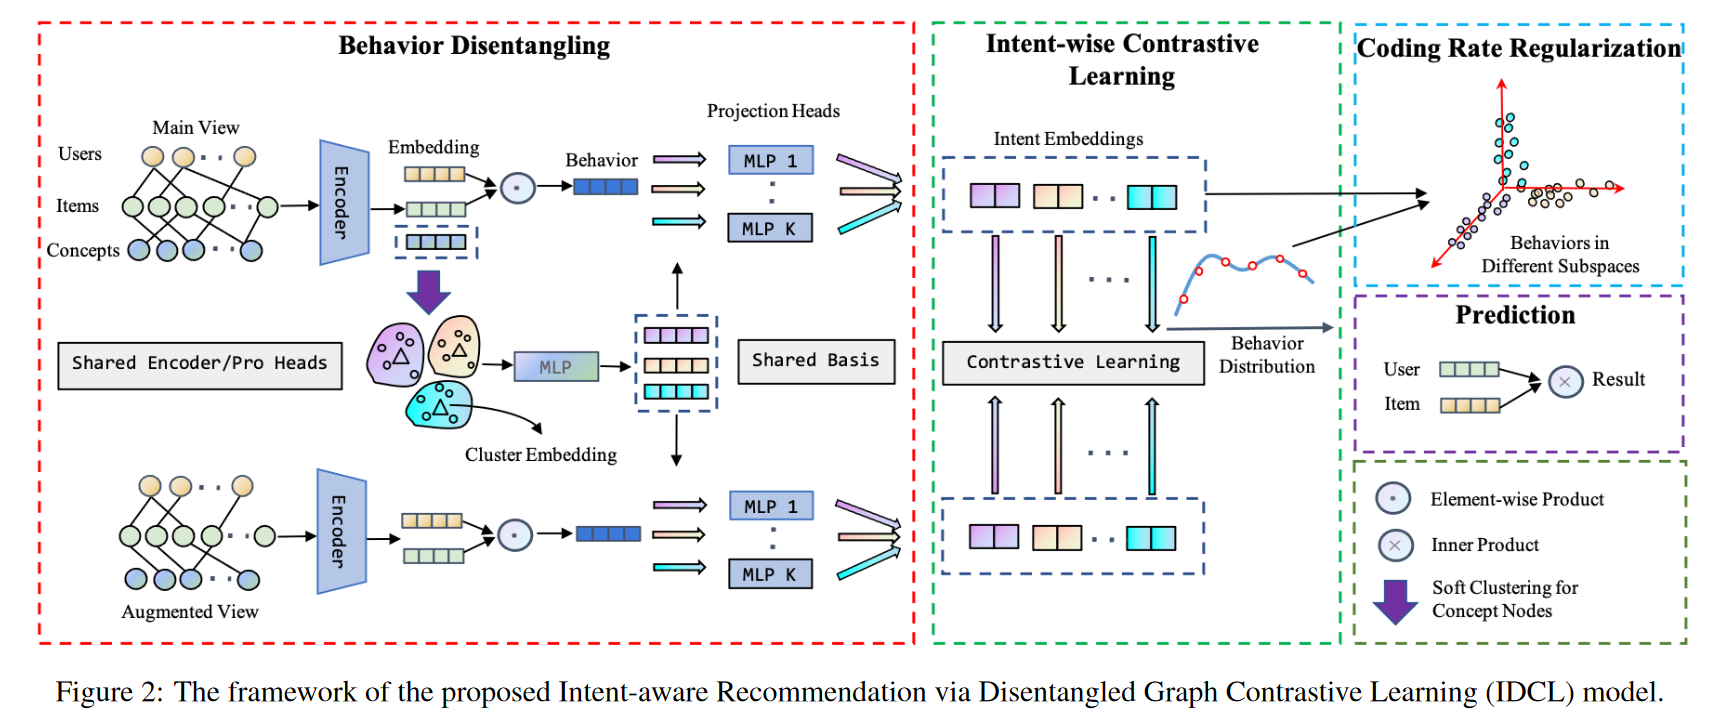 Behavior Disentangling
Main View
Users
Items
Concepts
Encoder
Embedding
Behavior
Projection Heads
MLP 1
MLP K
Shared Encoder/Pro Heads
MLP
Shared Basis
Cluster Embedding
Encoder
MLP 1
MLP K
Augmented View
Intent-wise Contrastive
Learning
Intent Embeddings
Contrastive Learning
Behavior
Distribution
Coding Rate Regularization
Behaviors in
Different Subspaces
Prediction
User
Item
Result
Element-wise Product
Inner Product
Soft Clustering for
Concept Nodes
Figure 2: The framework of the proposed Intent-aware Recommendation via Disentangled Graph Contrastive Learning (IDCL) model.